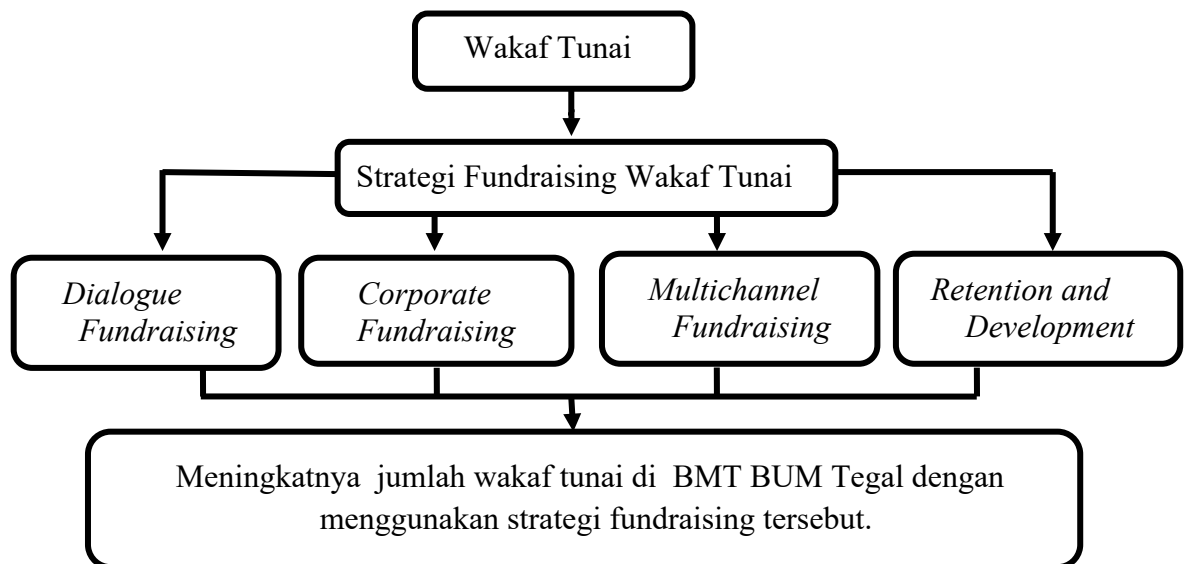 Wakaf Tunai
Strategi Fundraising Wakaf Tunai
Dialogue
Fundraising
Corporate
Fundraising
Multichannel
Fundraising
Retention and
Development
Meningkatnya jumlah wakaf tunai di BMT BUM Tegal dengan
menggunakan strategi fundraising tersebut.